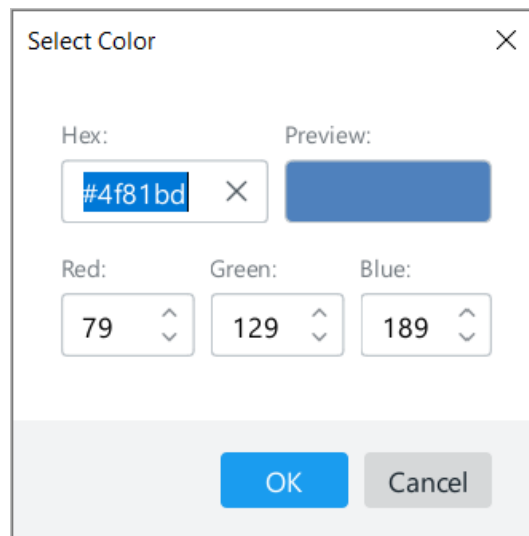 Select Color
Hex: Preview:
#4f81bd
Red: Green: Blue:
79 129 189
OK Cancel